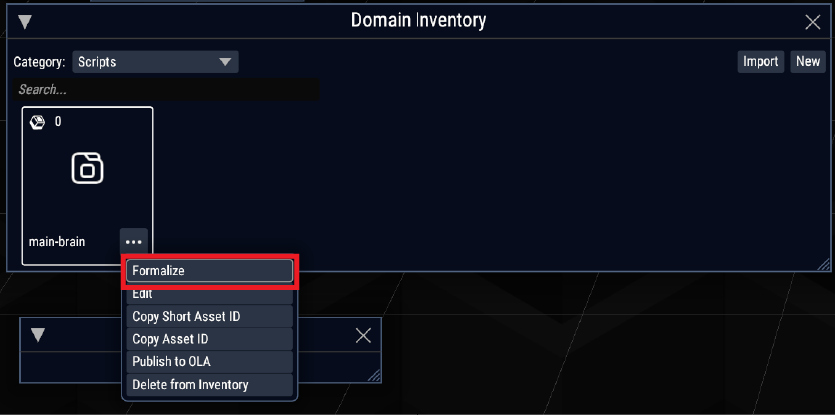 Domain Inventory
Category: Scripts
Import New
Search...
0
main-brain
...
Formalize
Edit
Copy Short Asset ID
Copy Asset ID
Publish to OLA
Delete from Inventory